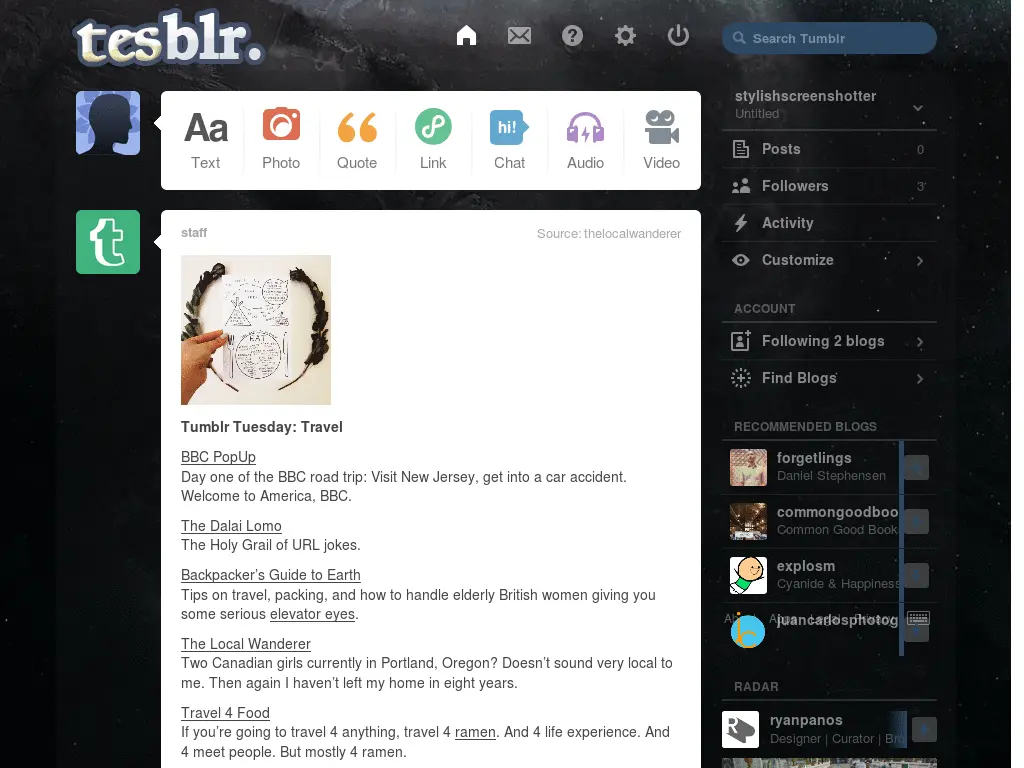 tesblr.
Search Tumblr
Aa
hi!
Text
Photo
Quote
Link
Chat
Audio
Video
stylishscreenshotter
Untitled
Posts 0
Followers 3
Activity
Customize
ACCOUNT
Following 2 blogs
Find Blogs
RECOMMENDED BLOGS
forgetlings
Daniel Stephensen
commongoodboo
Common Good Book
explosm
Cyanide & Happiness
juancarlosphotog
RADAR
ryanpanos
Designer | Curator | Bro
t
staff
Source: thelocalwanderer
EAT
Tumblr Tuesday: Travel
BBC PopUp
Day one of the BBC road trip: Visit New Jersey, get into a car accident.
Welcome to America, BBC.
The Dalai Lomo
The Holy Grail of URL jokes.
Backpacker’s Guide to Earth
Tips on travel, packing, and how to handle elderly British women giving you
some serious elevator eyes.
The Local Wanderer
Two Canadian girls currently in Portland, Oregon? Doesn’t sound very local to
me. Then again I haven’t left my home in eight years.
Travel 4 Food
If you’re going to travel 4 anything, travel 4 ramen. And 4 life experience. And
4 meet people. But mostly 4 ramen.